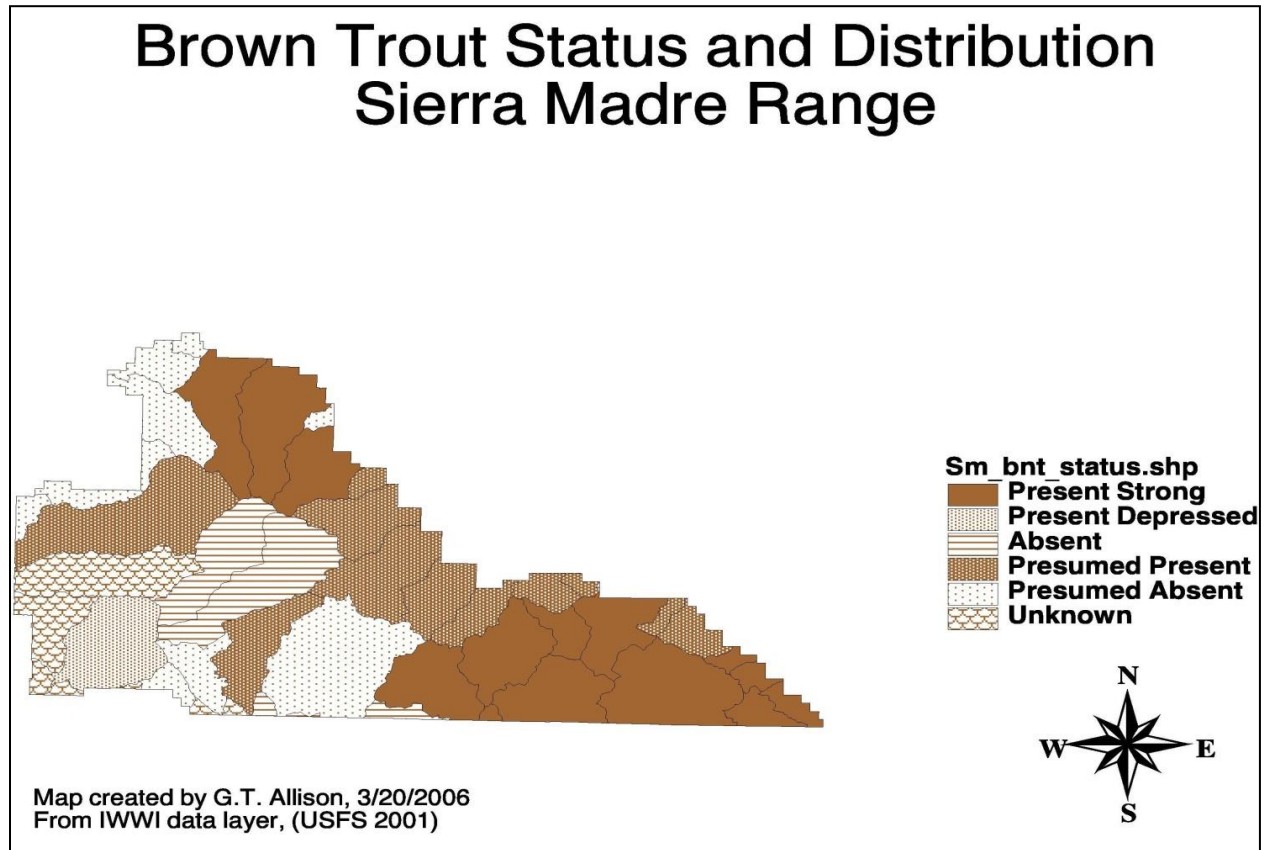 Brown Trout Status and Distribution
Sierra Madre Range
Sm_bnt_status.shp
Present Strong
Present Depressed
Absent
Presumed Present
Presumed Absent
Unknown
N
W E
S
Map created by G.T. Allison, 3/20/2006
From IWWI data layer, (USFS 2001)